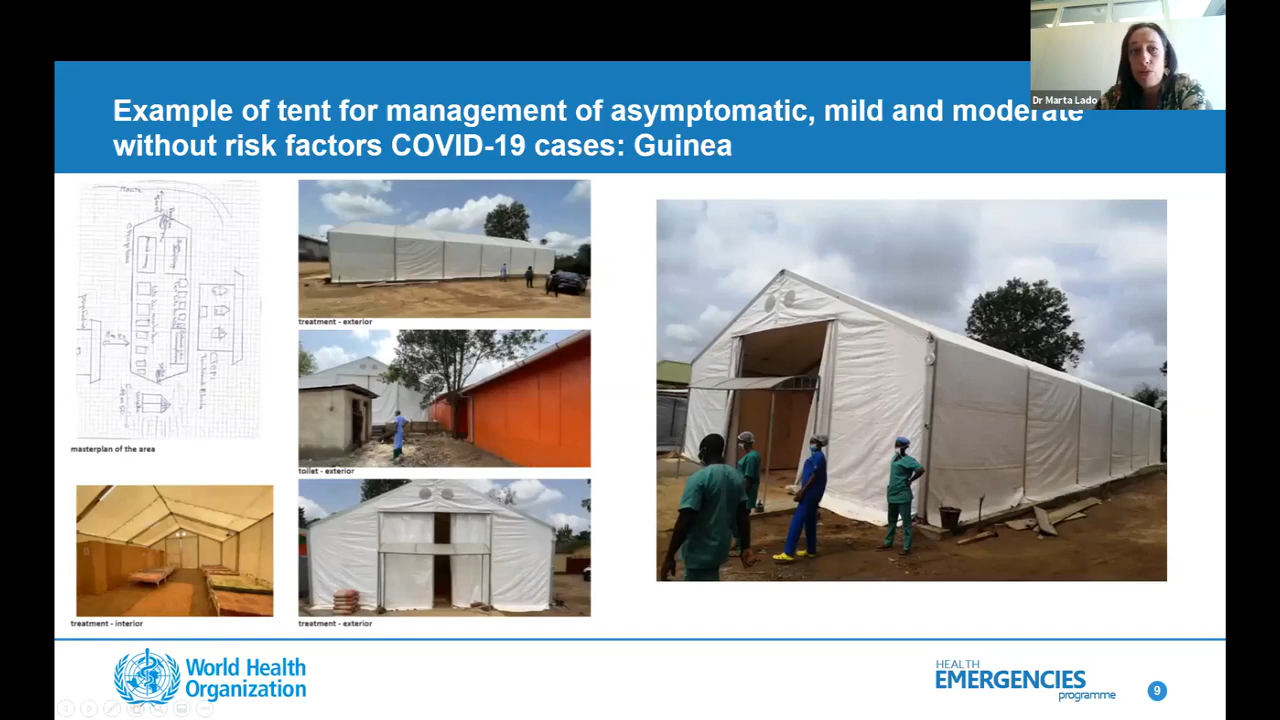 Dr Marta Lado
Example of tent for management of asymptomatic, mild and moderate
without risk factors COVID-19 cases: Guinea
treatment - exterior
masterplan of the area
toilet - exterior
treatment - interior
treatment - exterior
World Health
Organization
HEALTH
EMERGENCIES
programme
9